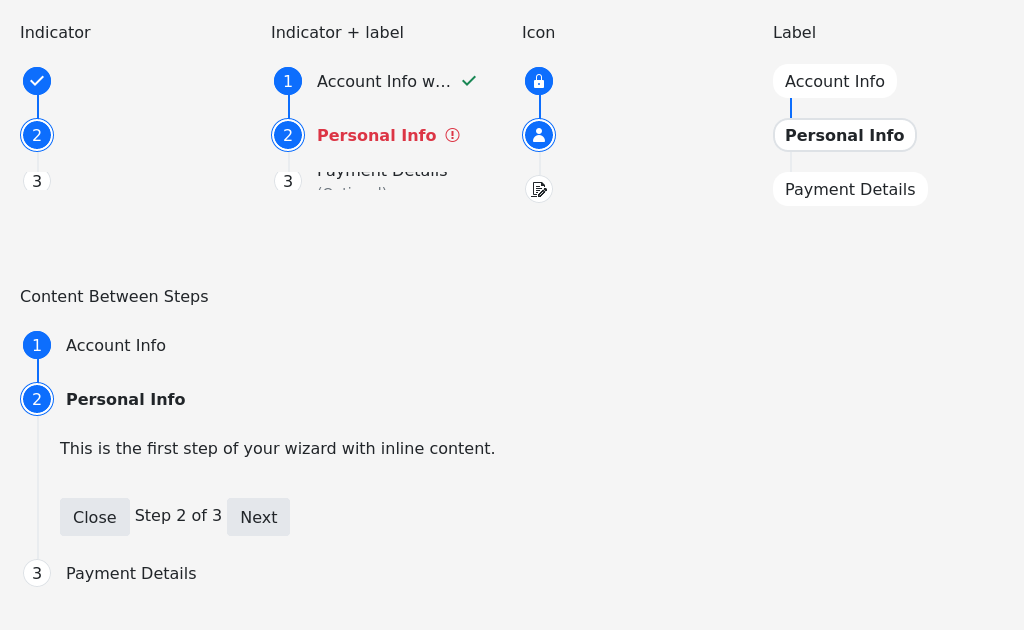 Indicator
2
3
Indicator + label
1 Account Info w...
2 Personal Info
3 Payment Details
(Optional)
Icon
Label
Account Info
Personal Info
Payment Details
Content Between Steps
1 Account Info
2 Personal Info
This is the first step of your wizard with inline content.
Close Step 2 of 3 Next
3 Payment Details